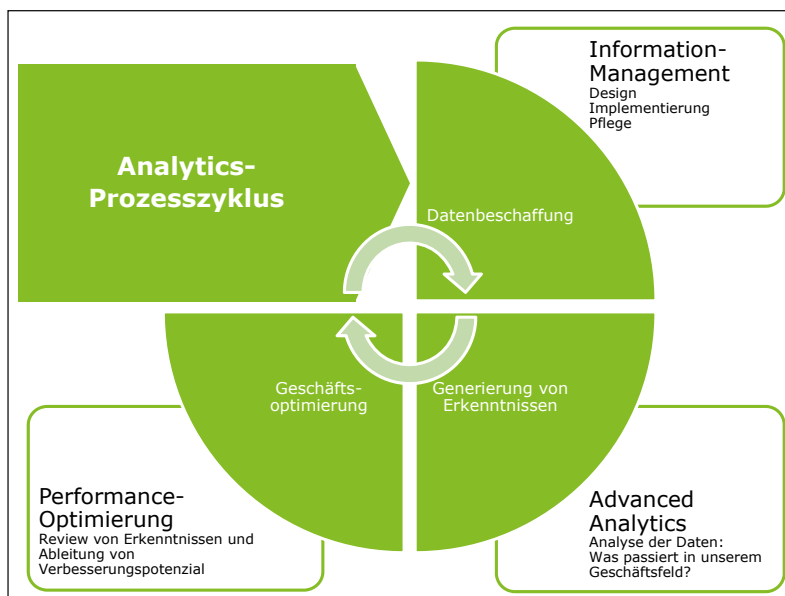 Analytics-
Prozesszyklus
Information-
Management
Design
Implementierung
Pflege
Datenbeschaffung
Generierung von
Erkenntnissen
Geschäfts-
optimierung
Advanced
Analytics
Analyse der Daten:
Was passiert in unserem
Geschäftsfeld?
Performance-
Optimierung
Review von Erkenntnissen und
Ableitung von
Verbesserungspotenzial